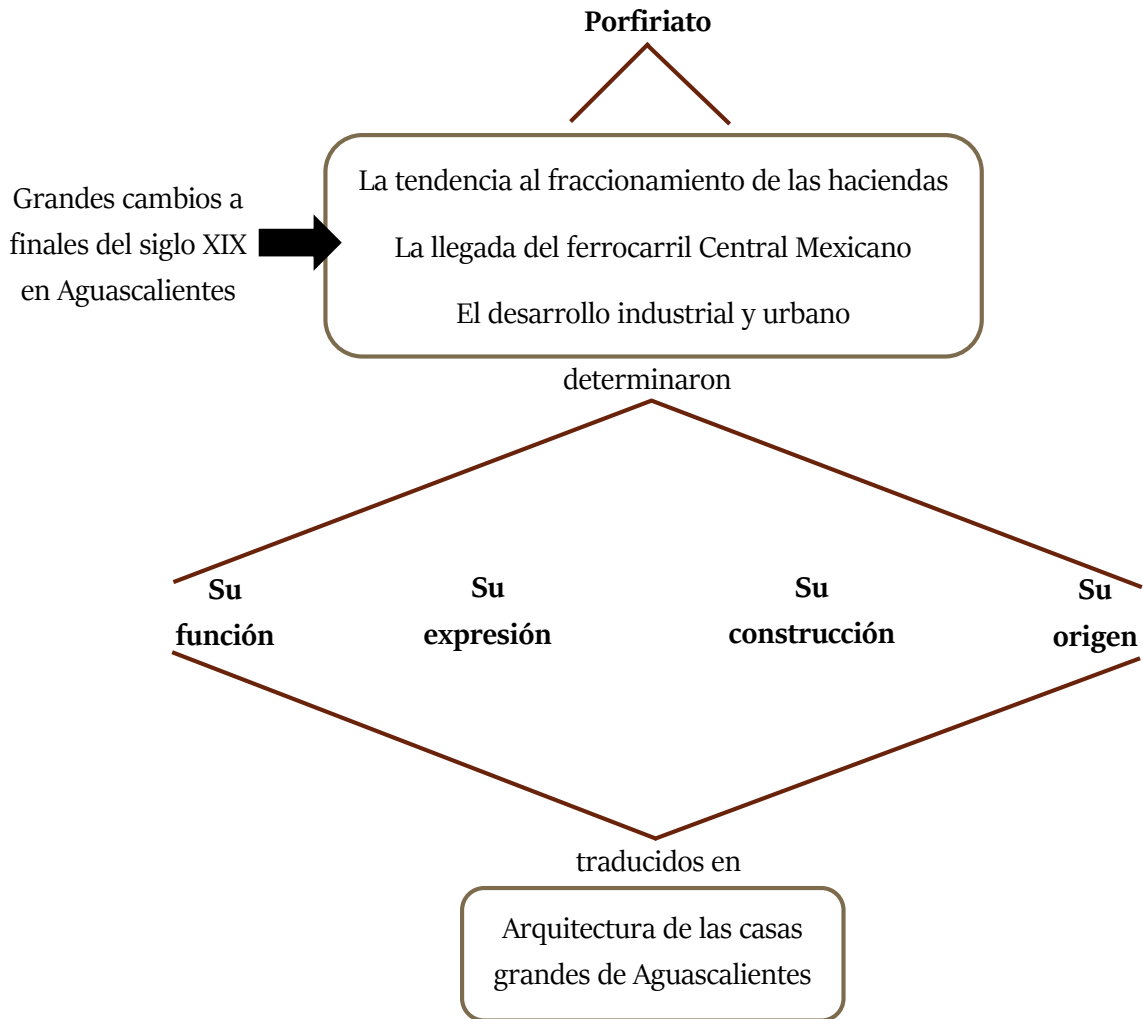 Porfiriato
Grandes cambios a
finales del siglo XIX
en Aguascalientes
La tendencia al fraccionamiento de las haciendas
La llegada del ferrocarril Central Mexicano
El desarrollo industrial y urbano
determinaron
Su
función
Su
expresión
Su
construcción
Su
origen
traducidos en
Arquitectura de las casas
grandes de Aguascalientes